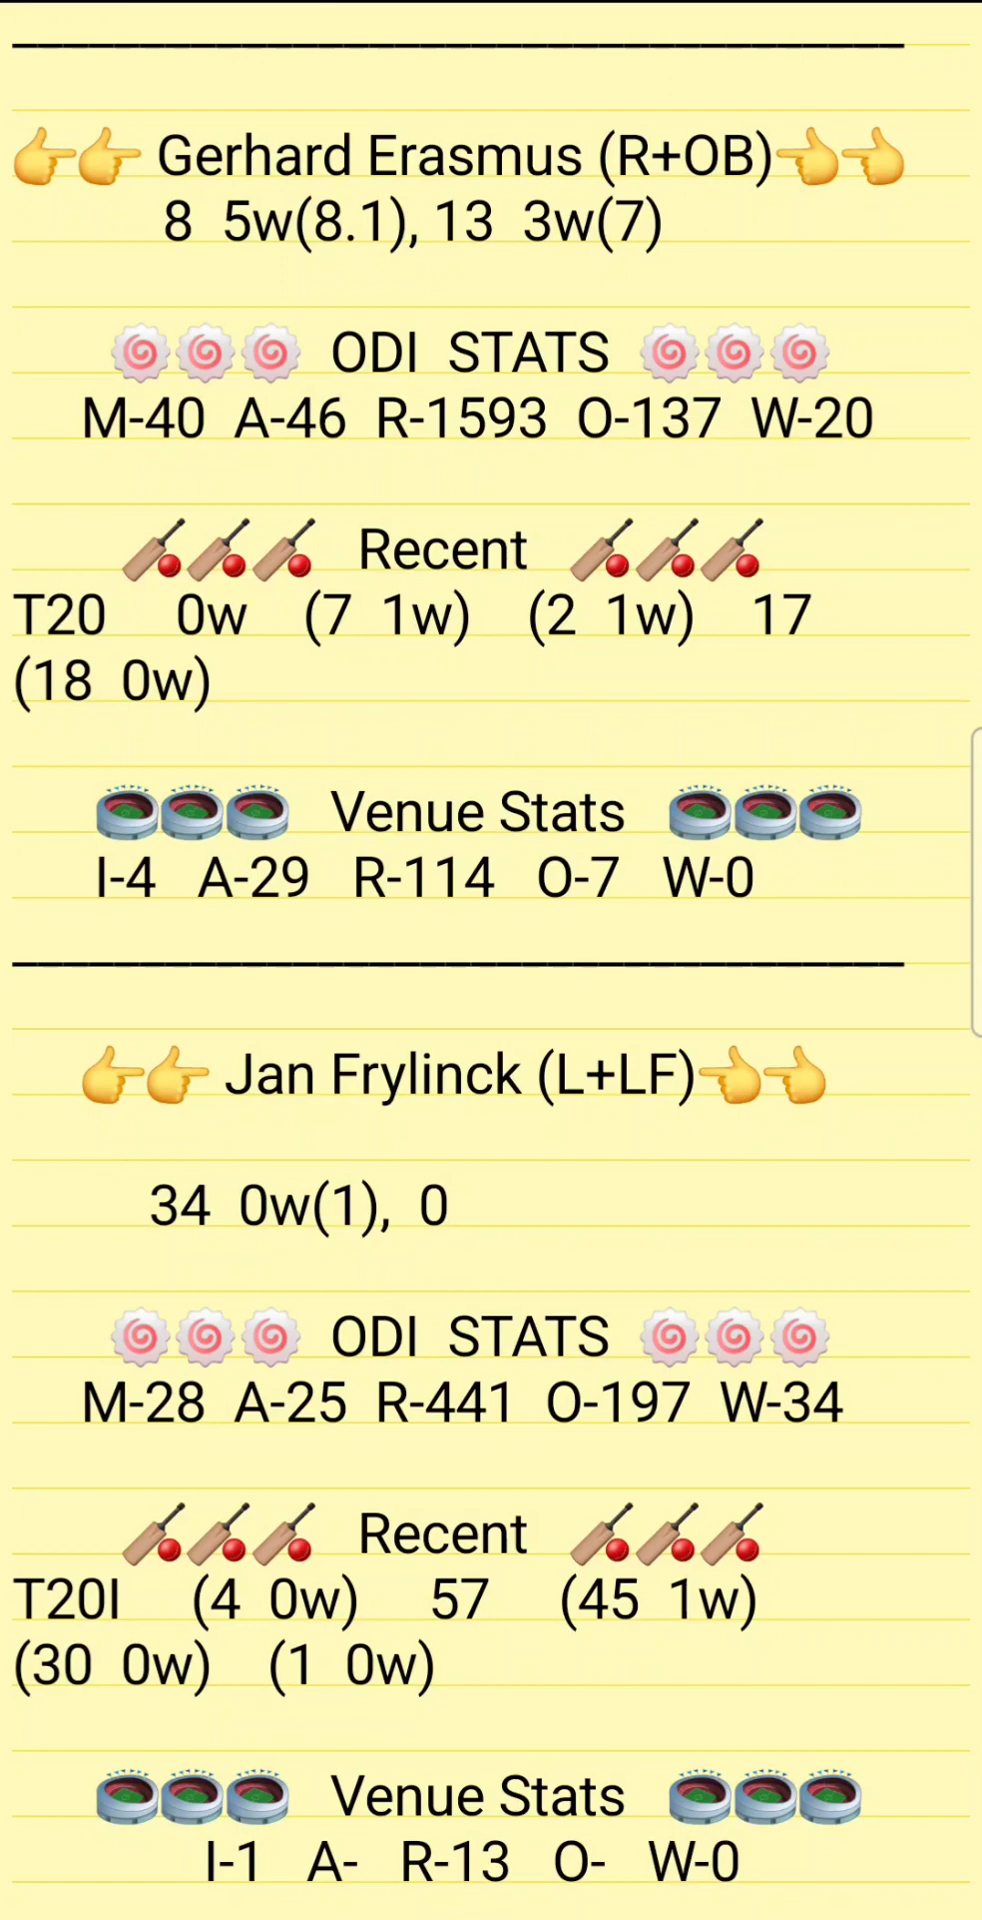 Gerhard Erasmus (R+OB)
8 5w(8.1), 13 3w(7)
ODI STATS
M-40 A-46 R-1593 O-137 W-20
Recent
T20 0w (7 1w) (2 1w) 17
(18 0w)
Venue Stats
I-4 A-29 R-114 O-7 W-0
Jan Frylinck (L+LF)
34 0w(1), 0
ODI STATS
M-28 A-25 R-441 O-197 W-34
Recent
T20I (4 0w) 57 (45 1w)
(30 0w) (1 0w)
Venue Stats
I-1 A- R-13 O- W-0